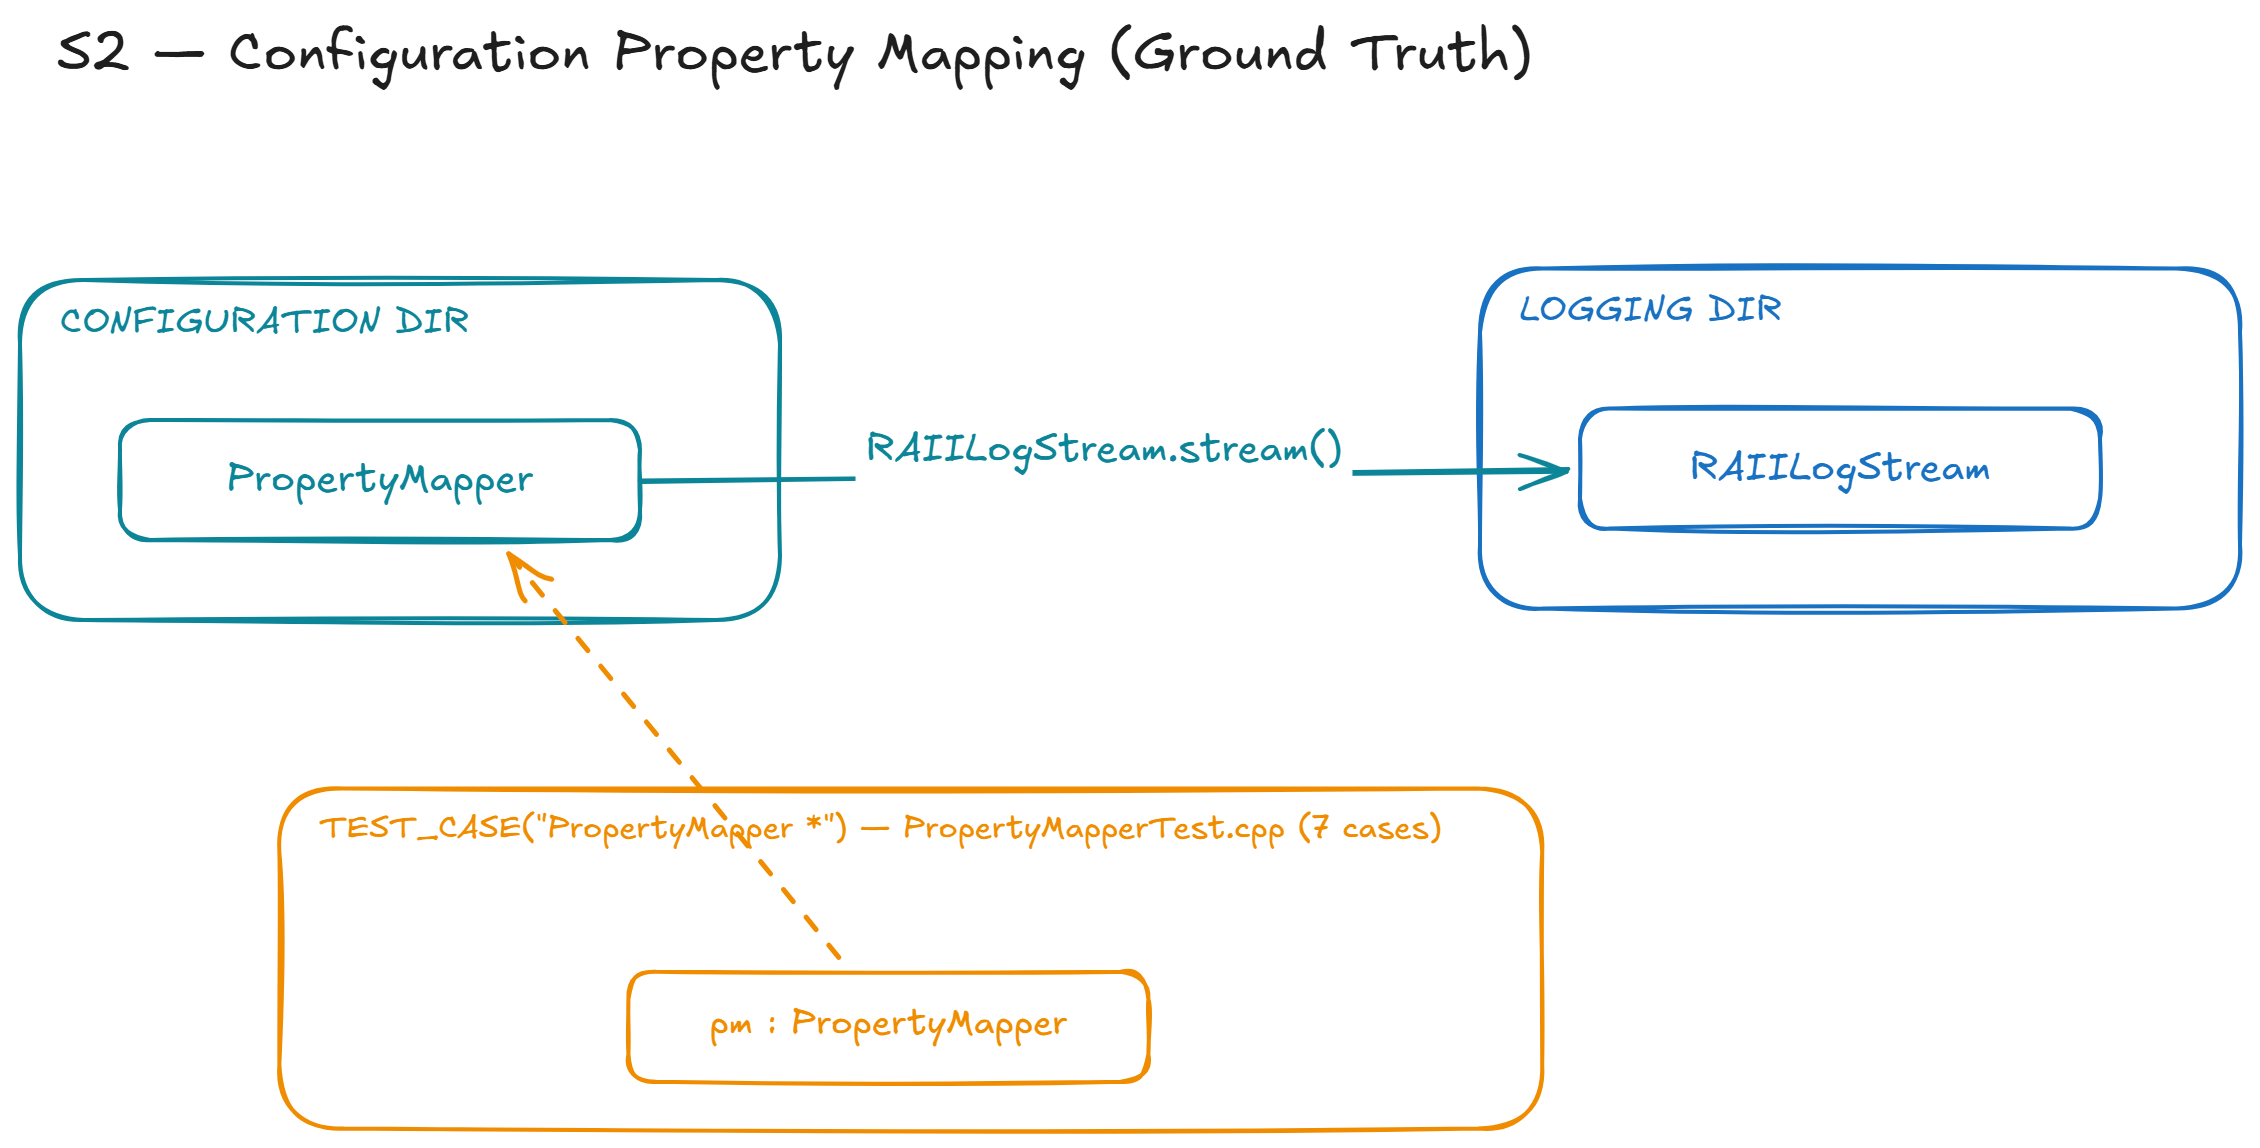 S2 — Configuration Property Mapping (Ground Truth)
CONFIGURATION DIR
LOGGING DIR
PropertyMapper
RAIILogStream.stream()
RAIILogStream
TEST_CASE("PropertyMapper *") — PropertyMapperTest.cpp (7 cases)
pm : PropertyMapper